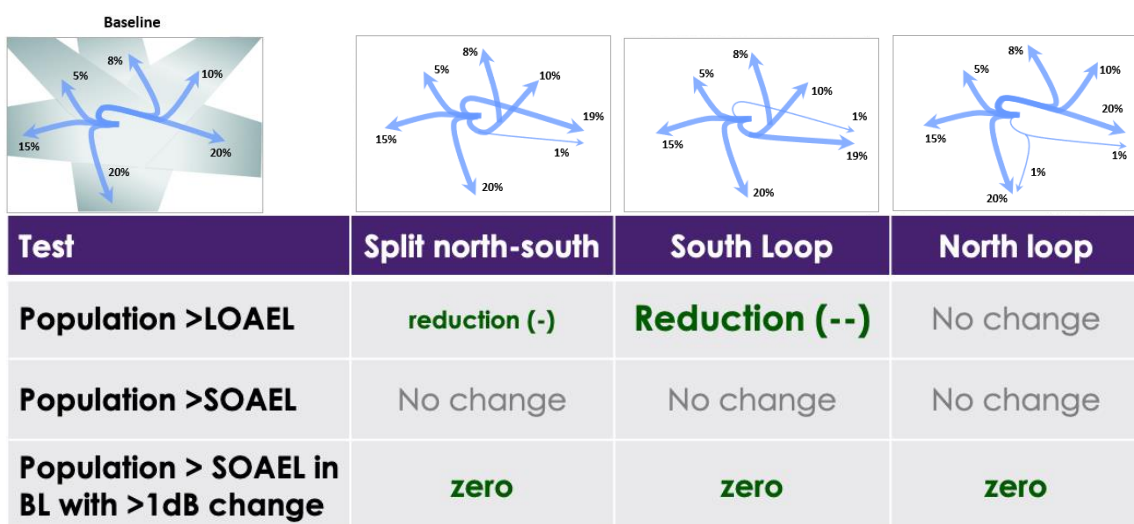 Baseline
5%
8%
10%
15%
20%
20%
5%
8%
10%
15%
19%
1%
20%
5%
8%
10%
15%
1%
19%
20%
5%
8%
10%
15%
20%
1%
1%
20%
Test
Split north-south
South Loop
North loop
Population >LOAEL
reduction (-)
Reduction (--)
No change
Population >SOAEL
No change
No change
No change
Population > SOAEL in
BL with >1dB change
zero
zero
zero